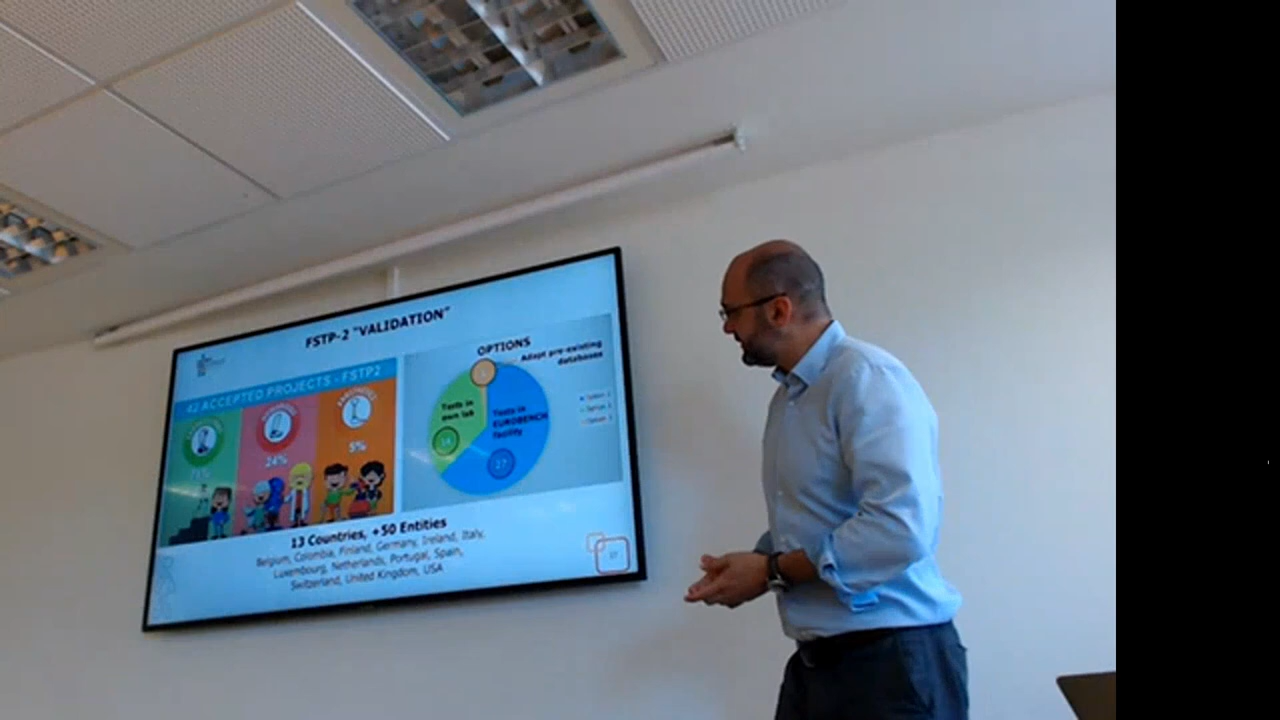 FSTP-2 "VALIDATION"
42 ACCEPTED PROJECTS - FSTP2
24%
5%
OPTIONS
Adapt pre-existing
databases
Tests in
own lab
14
Tests in
EUROBENCH
facility
27
13 Countries, +50 Entities
Belgium, Colombia, Finland, Germany, Ireland, Italy,
Luxembourg, Netherlands, Portugal, Spain,
Switzerland, United Kingdom, USA